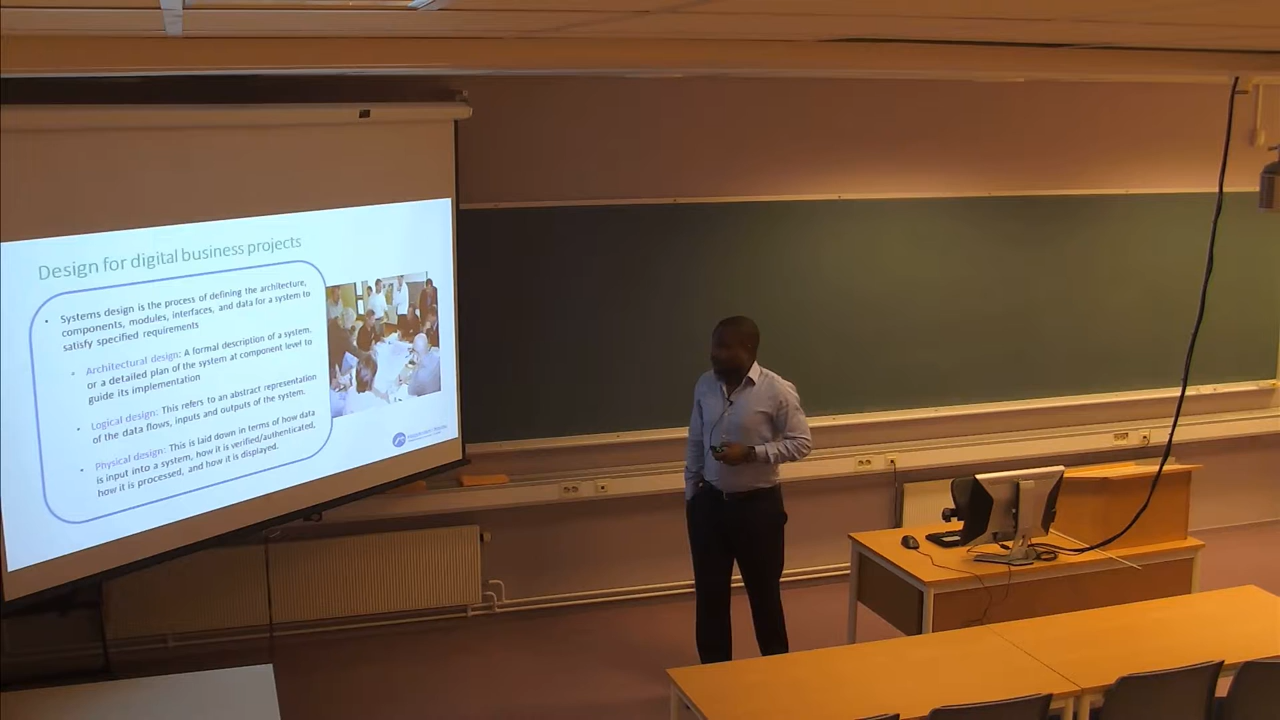 Design for digital business projects
• Systems design is the process of defining the architecture,
components, modules, interfaces, and data for a system to
satisfy specified requirements
• Architectural design: A formal description of a system,
or a detailed plan of the system at component level to
guide its implementation
• Logical design: This refers to an abstract representation
of the data flows, inputs and outputs of the system.
• Physical design: This is laid down in terms of how data
is input into a system, how it is verified/authenticated,
how it is processed, and how it is displayed.